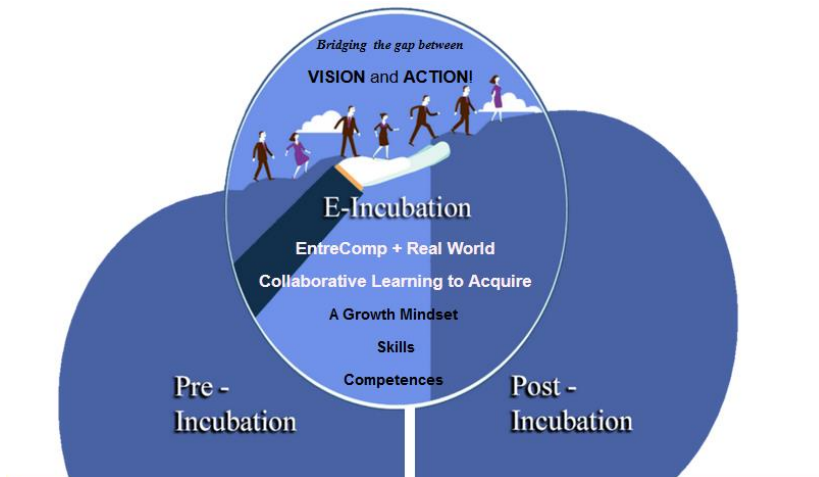 Bridging the gap between
VISION and ACTION!
E-Incubation
EntreComp + Real World
Collaborative Learning to Acquire
A Growth Mindset
Skills
Competences
Pre -
Incubation
Post -
Incubation